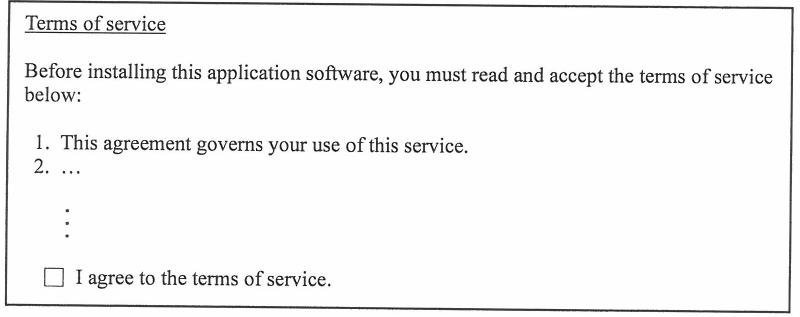 Terms of service
Before installing this application software, you must read and accept the terms of service
below:
1. This agreement governs your use of this service.
2. ...
⋮
☐ I agree to the terms of service.